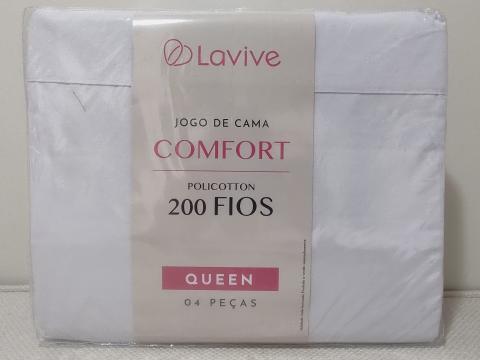 Lavive
JOGO DE CAMA
COMFORT
POLICOTTON
200 FIOS
QUEEN
04 PEÇAS